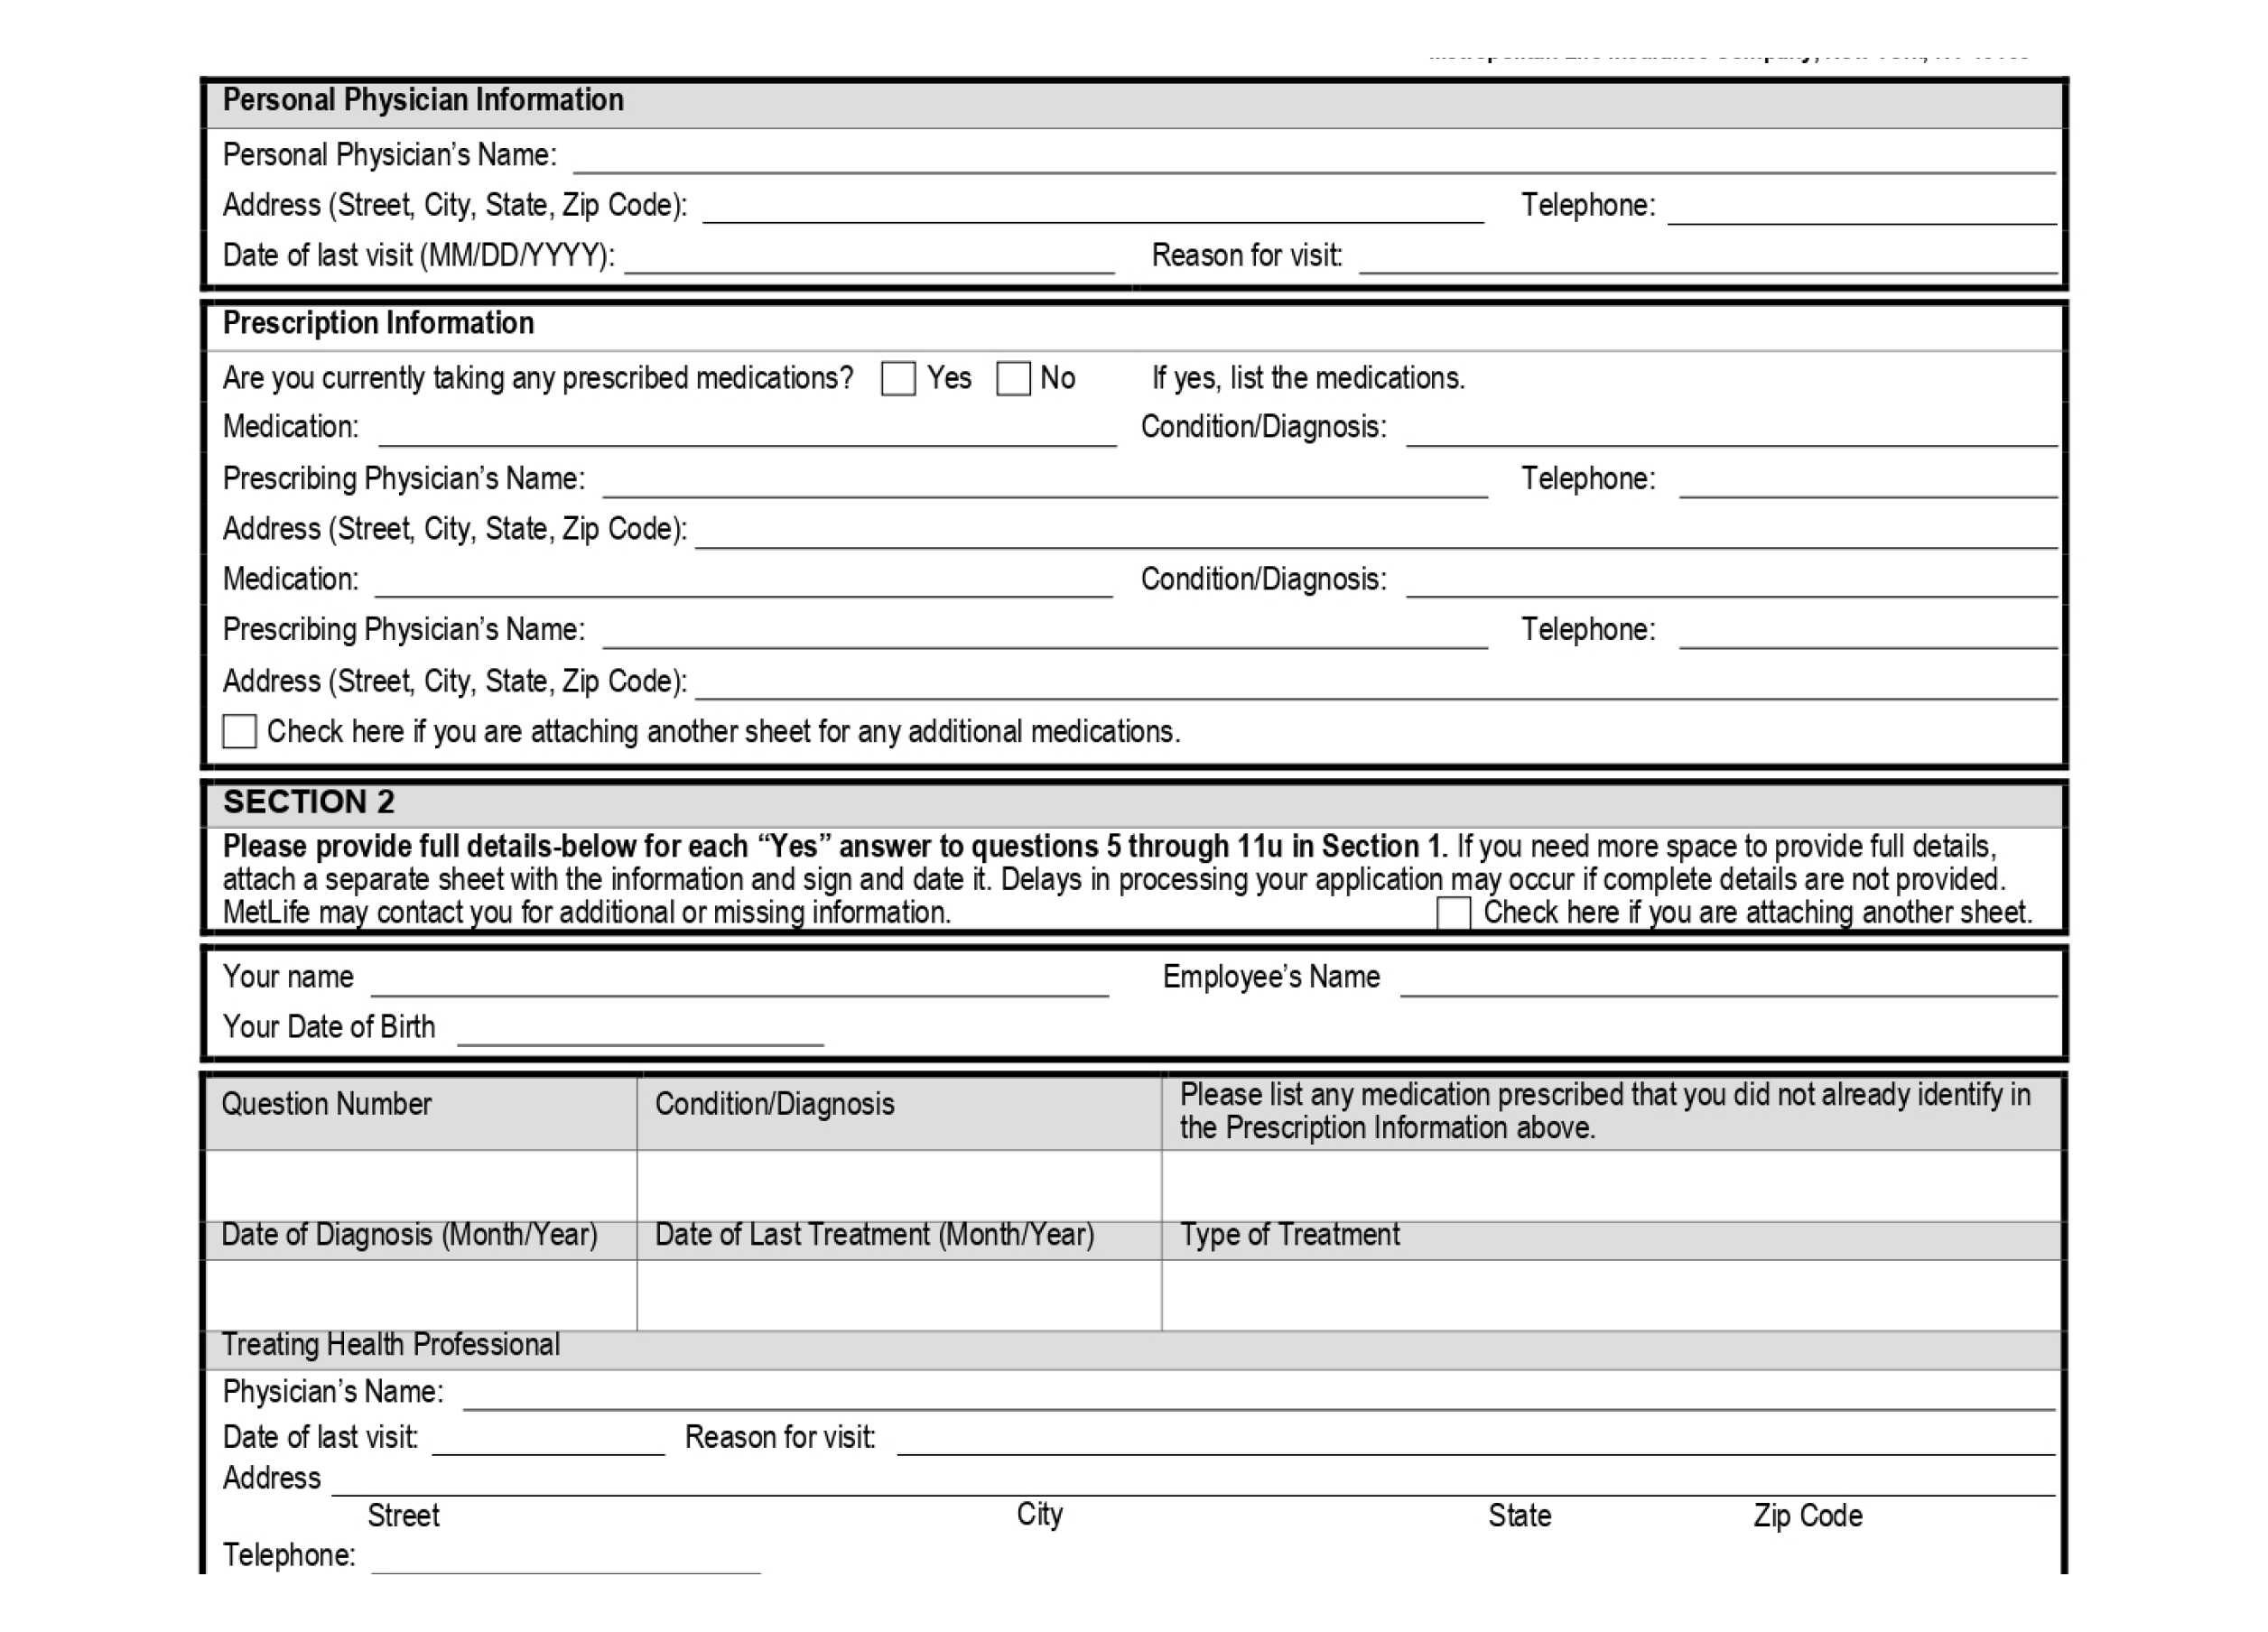 Personal Physician Information
Personal Physician’s Name:
Address (Street, City, State, Zip Code): Telephone:
Date of last visit (MM/DD/YYYY): Reason for visit:
Prescription Information
Are you currently taking any prescribed medications? Yes No If yes, list the medications.
Medication: Condition/Diagnosis:
Prescribing Physician’s Name: Telephone:
Address (Street, City, State, Zip Code):
Medication: Condition/Diagnosis:
Prescribing Physician’s Name: Telephone:
Address (Street, City, State, Zip Code):
Check here if you are attaching another sheet for any additional medications.
SECTION 2
Please provide full details-below for each “Yes” answer to questions 5 through 11u in Section 1. If you need more space to provide full details,
attach a separate sheet with the information and sign and date it. Delays in processing your application may occur if complete details are not provided.
MetLife may contact you for additional or missing information. Check here if you are attaching another sheet.
Your name Employee’s Name
Your Date of Birth
Question Number Condition/Diagnosis Please list any medication prescribed that you did not already identify in
the Prescription Information above.
Date of Diagnosis (Month/Year) Date of Last Treatment (Month/Year) Type of Treatment
Treating Health Professional
Physician’s Name:
Date of last visit: Reason for visit:
Address
Street City State Zip Code
Telephone: